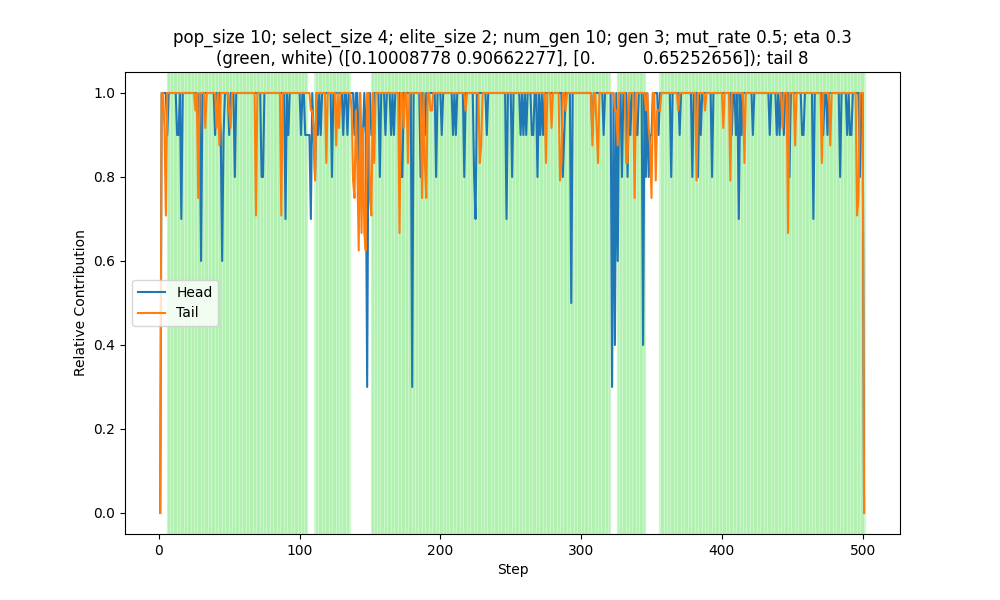 pop_size 10; select_size 4; elite_size 2; num_gen 10; gen 3; mut_rate 0.5; eta 0.3
(green, white) ([0.10008778 0.90662277], [0.         0.65252656]); tail 8
1.0
0.8
0.6
0.4
0.2
0.0
Relative Contribution
Head
Tail
0 100 200 300 400 500
Step